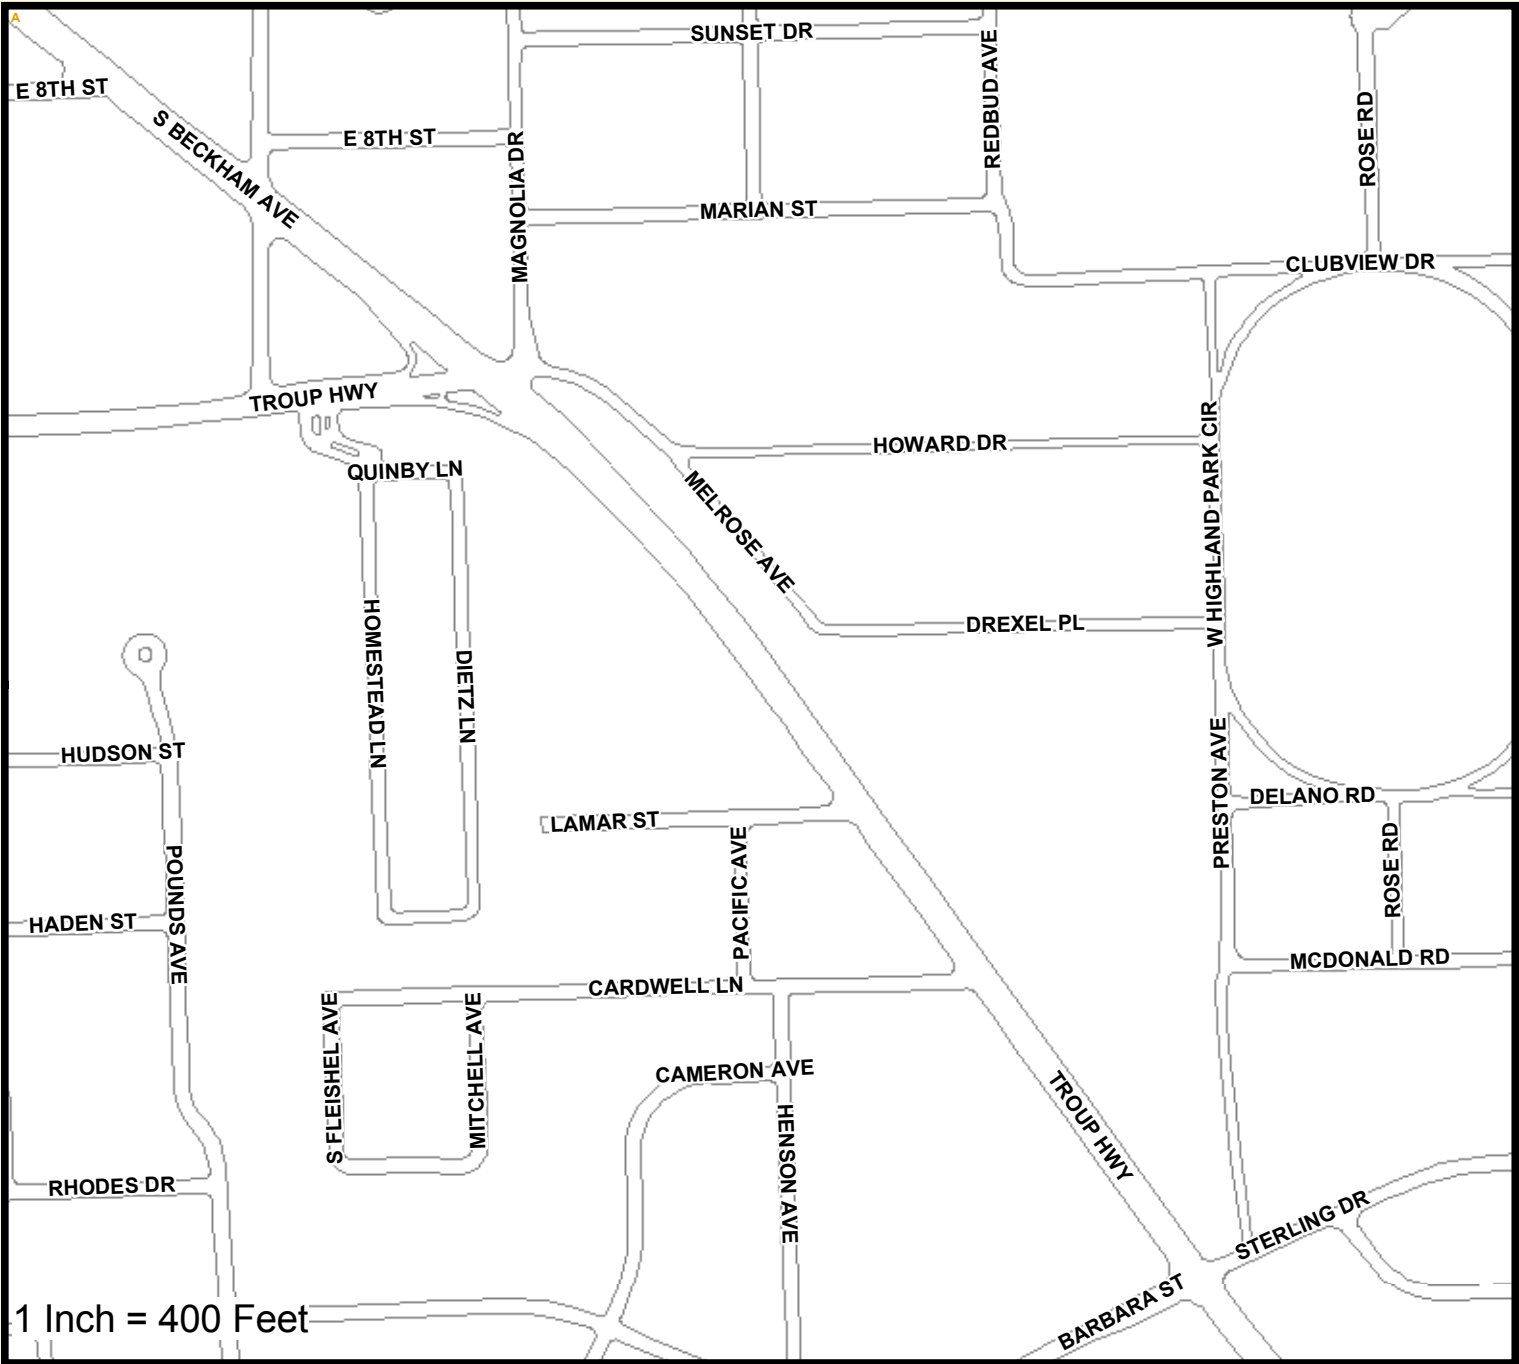 A
SUNSET DR
REDBUD AVE
E 8TH ST
S BECKHAM AVE
E 8TH ST
MAGNOLIA DR
ROSE RD
MARIAN ST
CLUBVIEW DR
TROUP HWY
HOWARD DR
W HIGHLAND PARK CIR
QUINBY LN
MELROSE AVE
HOMESTEAD LN
DREXEL PL
DIETZ LN
HUDSON ST
PRESTON AVE
DELANO RD
LAMAR ST
PACIFIC AVE
ROSE RD
POUNDS AVE
HADEN ST
MCDONALD RD
CARDWELL LN
S FLEISHEL AVE
MITCHELL AVE
CAMERON AVE
TROUP HWY
HENSON AVE
RHODES DR
STERLING DR
BARBARA ST
1 Inch = 400 Feet